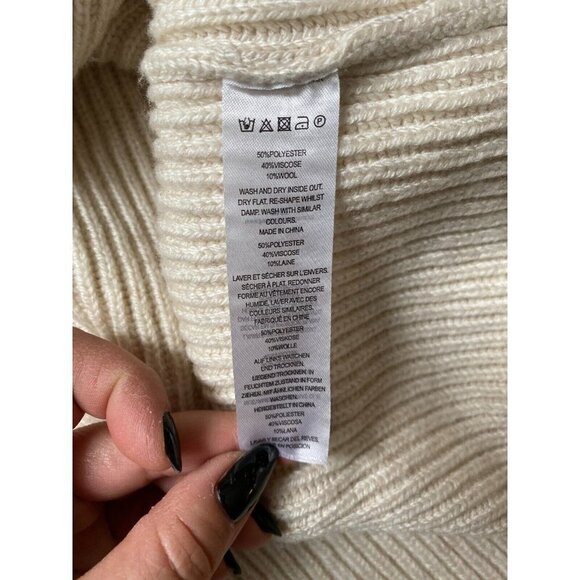 50%POLYESTER
40%VISCOSE
10%WOOL
WASH AND DRY INSIDE OUT.
DRY FLAT. RE-SHAPE WHILST
DAMP. WASH WITH SIMILAR
COLOURS.
MADE IN CHINA
50%POLYESTER
40%VISCOSE
10%LAINE
LAVER ET SÉCHER SUR L'ENVERS.
SÉCHER À PLAT. REDONNER
FORME AU VÊTEMENT ENCORE
HUMIDE, LAVER AVEC DES
COULEURS SIMILAIRES.
FABRIQUÉ EN CHINE
50%POLYESTER
40%VISKOSE
10%WOLLE
AUF LINKS WASCHEN
UND TROCKNEN.
LIEGEND TROCKNEN. IN
FEUCHTEM ZUSTAND IN FORM
ZIEHEN. MIT ÄHNLICHEN FARBEN
WASCHEN.
HERGESTELLT IN CHINA
50%POLYESTER
40%VISCOSA
10%LANA
Y SECAR DEL REVÉS.
EN POSICIÓN